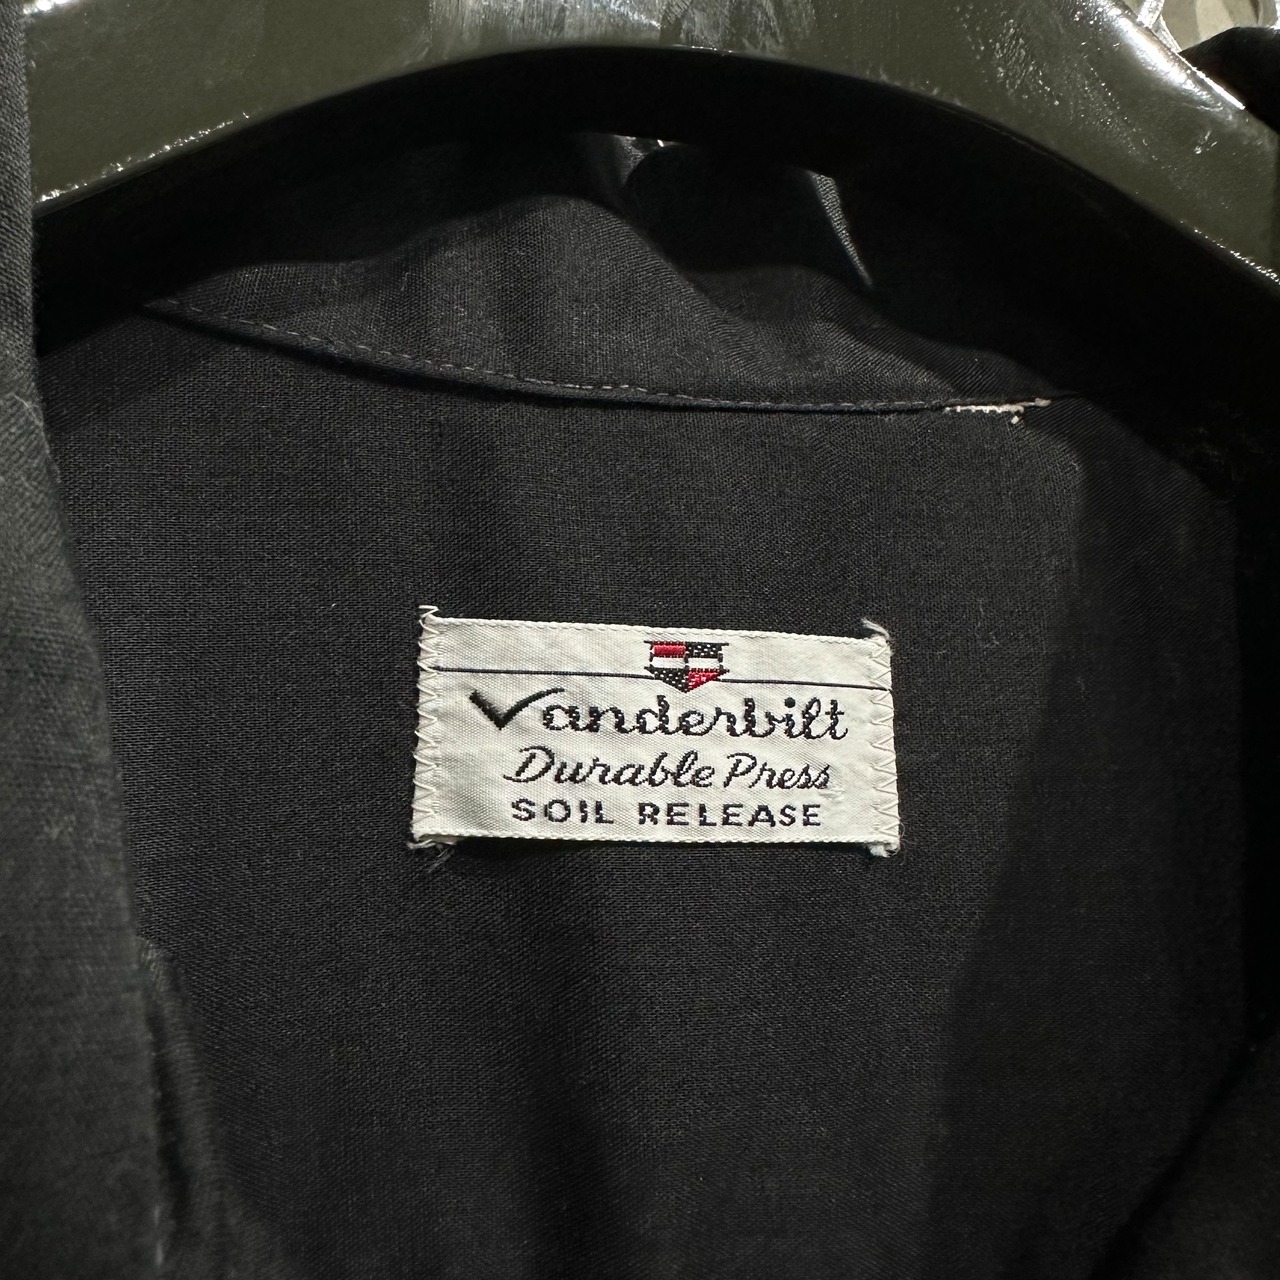 Vanderbilt
Durable Press
SOIL RELEASE